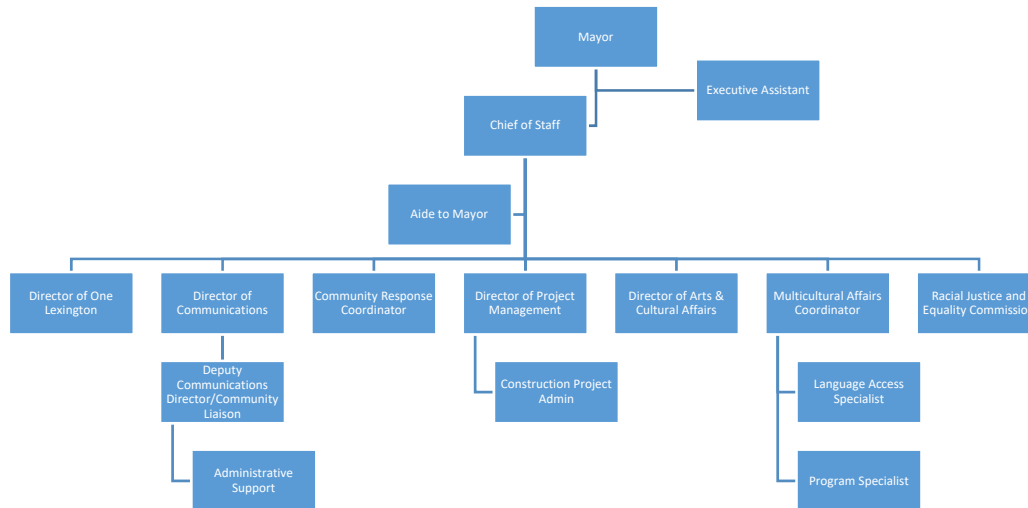 Mayor
Executive Assistant
Chief of Staff
Aide to Mayor
Director of One
Lexington
Director of
Communications
Community Response
Coordinator
Director of Project
Management
Director of Arts &
Cultural Affairs
Multicultural Affairs
Coordinator
Racial Justice and
Equality Commission
Deputy
Communications
Director/Community
Liaison
Construction Project
Admin
Language Access
Specialist
Administrative
Support
Program Specialist